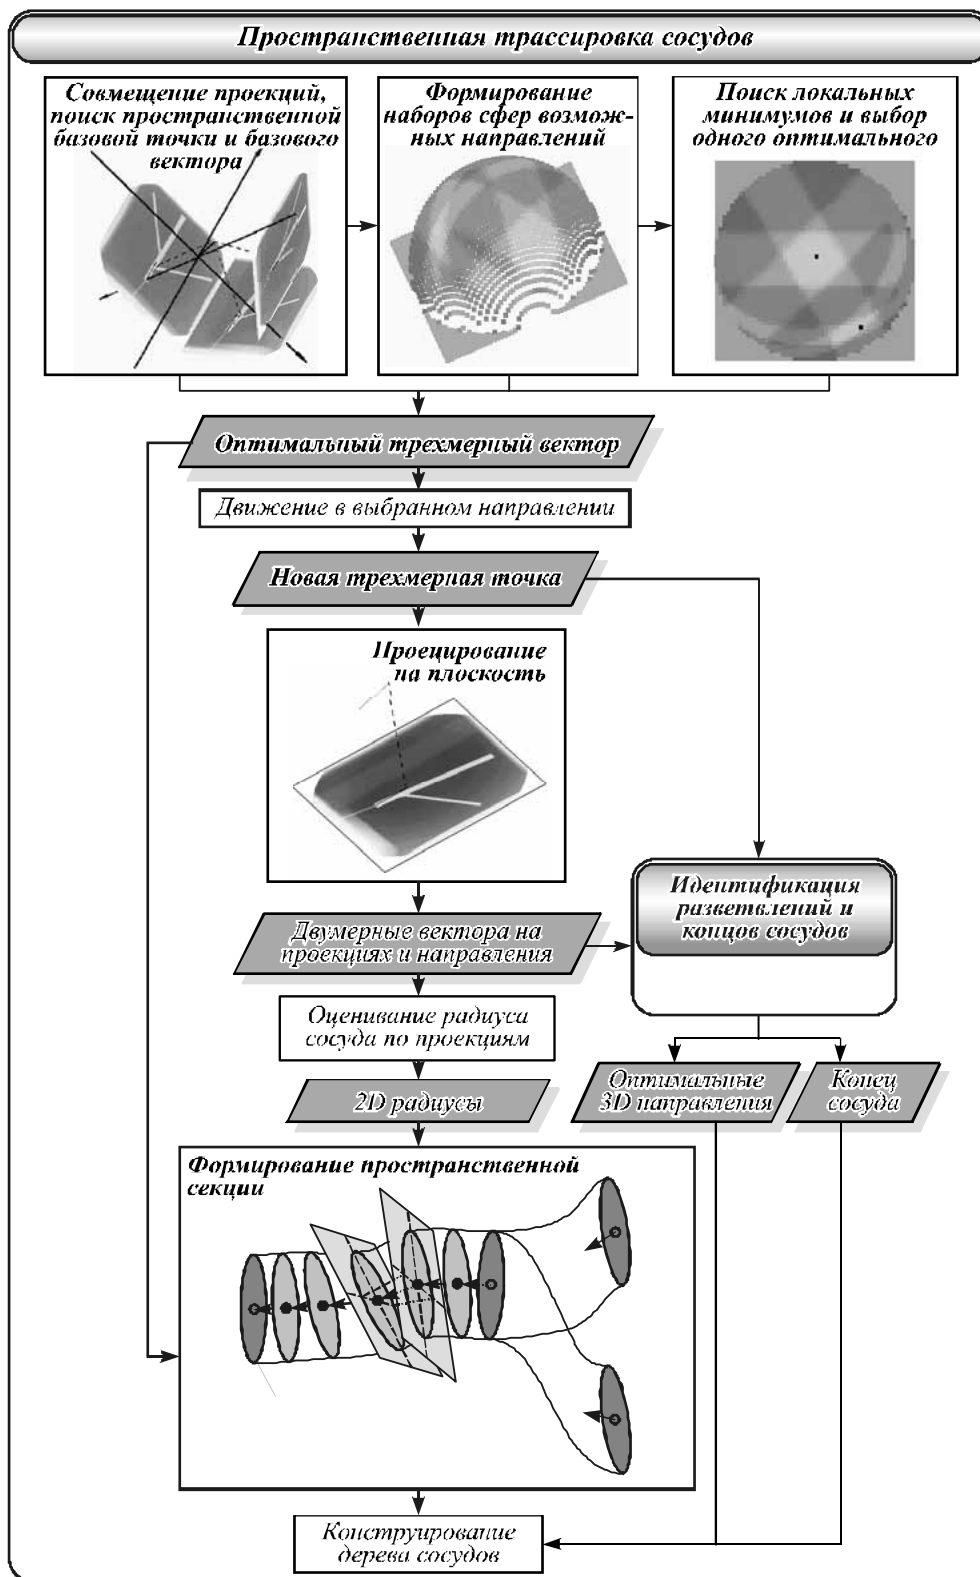 Пространственная трассировка сосудов
Совмещение проекций,
поиск пространственной
базовой точки и базового
вектора
Формирование
наборов сфер возмож-
ных направлений
Поиск локальных
минимумов и выбор
одного оптимального
Оптимальный трехмерный вектор
Движение в выбранном направлении
Новая трехмерная точка
Проецирование
на плоскость
Идентификация
разветвлений и
концов сосудов
Двумерные вектора на
проекциях и направления
Оценивание радиуса
сосуда по проекциям
Оптимальные
3D направления
Конец
сосуда
2D радиусы
Формирование пространственной
секции
Конструирование
дерева сосудов